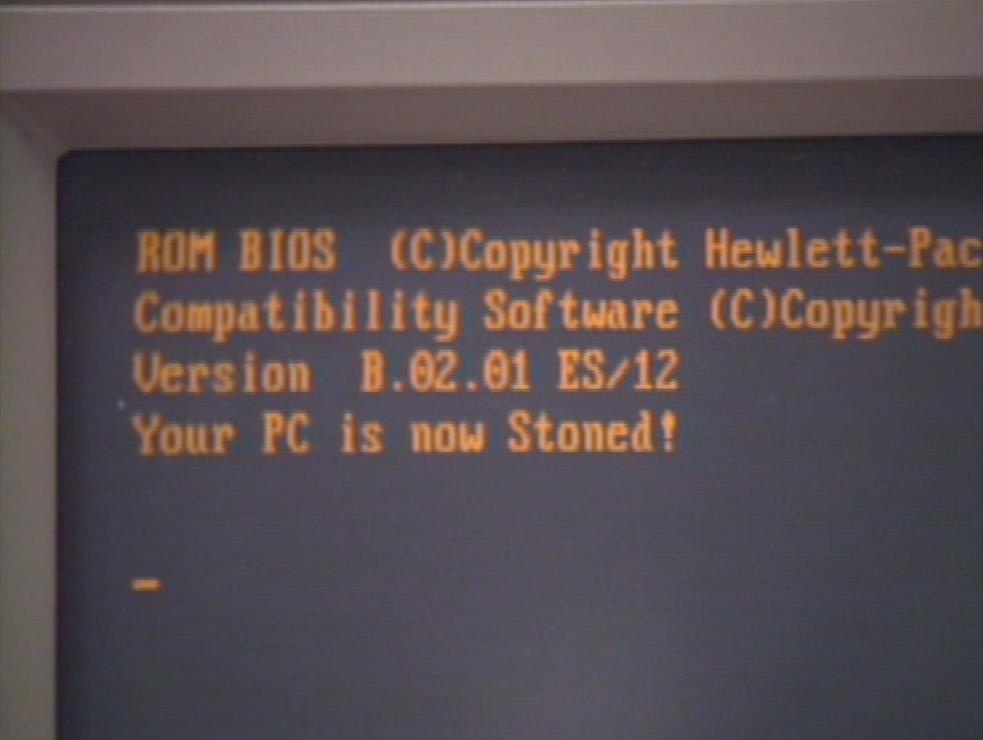 ROM BIOS (C)Copyright Hewlett-Pac
Compatibility Software (C)Copyrigh
Version B.02.01 ES/12
Your PC is now Stoned!